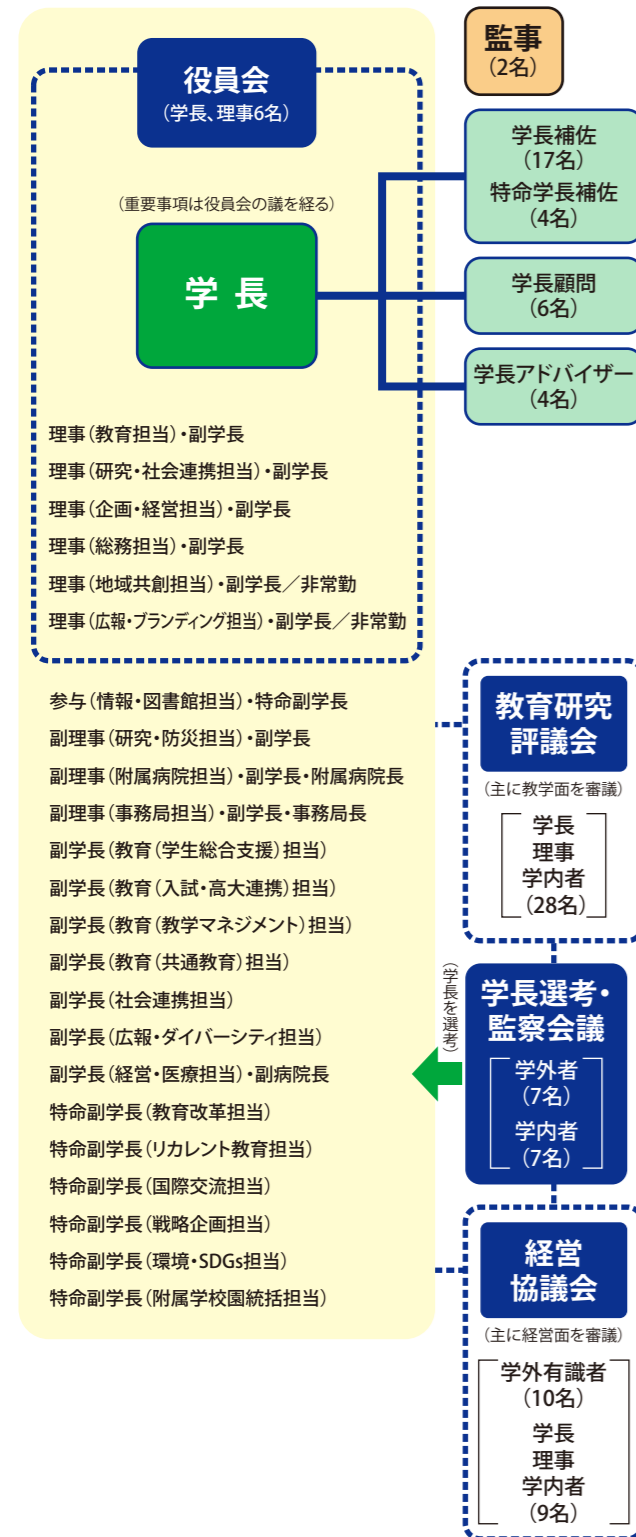 役員会
（学長、理事6名）
（重要事項は役員会の議を経る）
学 長
理事（教育担当）・副学長
理事（研究・社会連携担当）・副学長
理事（企画・経営担当）・副学長
理事（総務担当）・副学長
理事（地域共創担当）・副学長／非常勤
理事（広報・ブランディング担当）・副学長／非常勤
参与（情報・図書館担当）・特命副学長
副理事（研究・防災担当）・副学長
副理事（附属病院担当）・副学長・附属病院長
副理事（事務局担当）・副学長・事務局長
副学長（教育（学生総合支援）担当）
副学長（教育（入試・高大連携）担当）
副学長（教育（教学マネジメント）担当）
副学長（教育（共通教育）担当）
副学長（社会連携担当）
副学長（広報・ダイバーシティ担当）
副学長（経営・医療担当）・副病院長
特命副学長（教育改革担当）
特命副学長（リカレント教育担当）
特命副学長（国際交流担当）
特命副学長（戦略企画担当）
特命副学長（環境・SDGs担当）
特命副学長（附属学校園統括担当）
監事
（2名）
学長補佐
（17名）
特命学長補佐
（4名）
学長顧問
（6名）
学長アドバイザー
（4名）
教育研究
評議会
（主に教学面を審議）
学長
理事
学内者
（28名）
（学長を選考）
学長選考・
監察会議
学外者
（7名）
学内者
（7名）
経営
協議会
（主に経営面を審議）
学外有識者
（10名）
学長
理事
学内者
（9名）